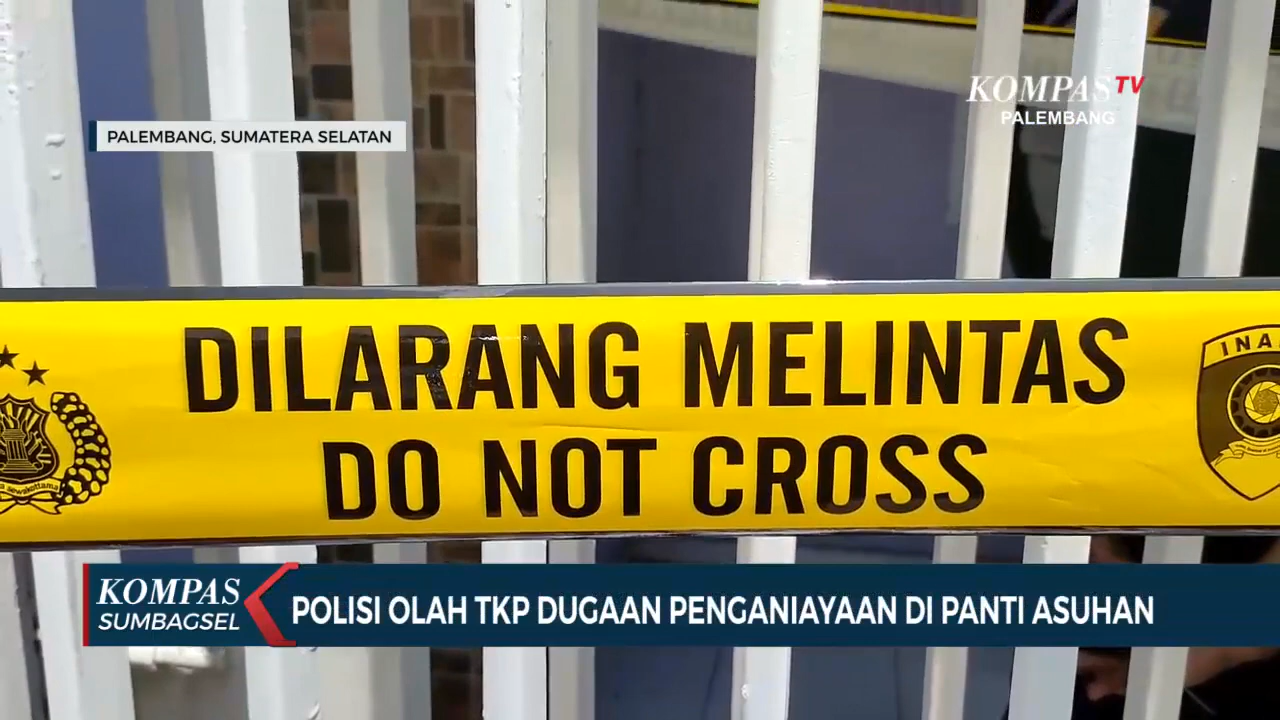 KOMPAS TV
PALEMBANG
PALEMBANG, SUMATERA SELATAN
DILARANG MELINTAS
DO NOT CROSS
KOMPAS
SUMBAGSEL
POLISI OLAH TKP DUGAAN PENGANIAYAAN DI PANTI ASUHAN